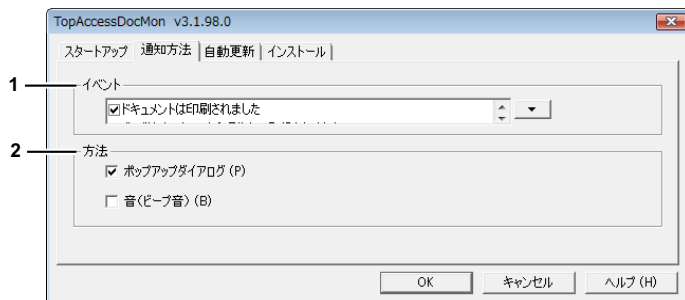 TopAccessDocMon v3.1.98.0
スタートアップ 通知方法 自動更新 インストール
1
イベント
ドキュメントは印刷されました
2
方法
ポップアップダイアログ(P)
音(ビープ音)(B)
OK キャンセル ヘルプ(H)